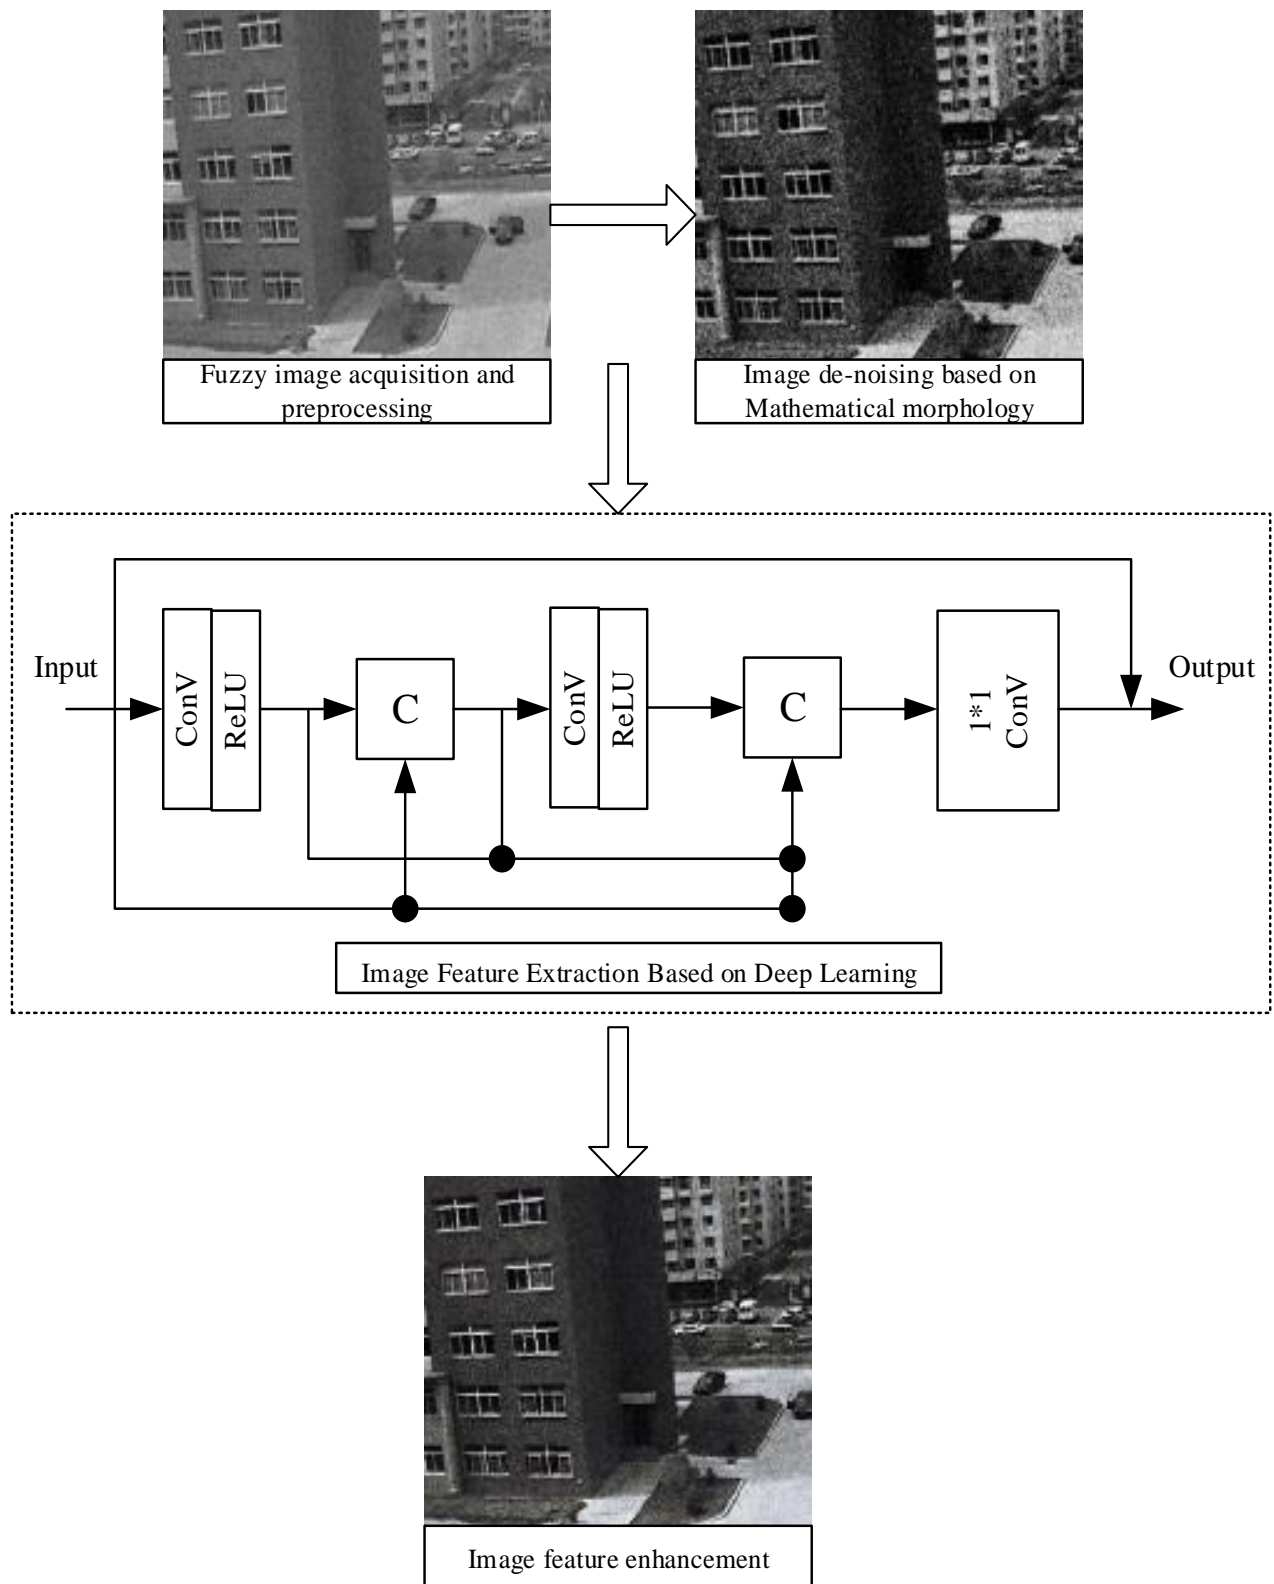 Fuzzy image acquisition and
preprocessing
Image de-noising based on
Mathematical morphology
Input
ConV
ReLU
C
ConV
ReLU
C
1*1
ConV
Output
Image Feature Extraction Based on Deep Learning
Image feature enhancement